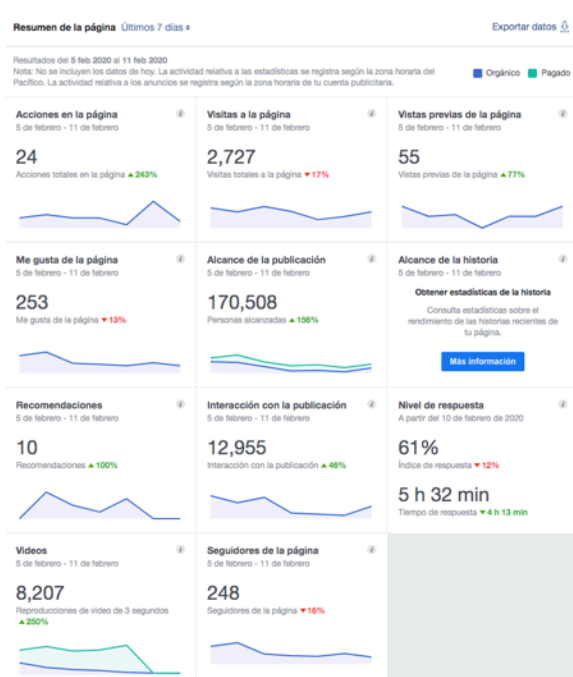 Resumen de la página Últimos 7 días
Exportar datos
Resultados del 5 feb 2020 al 11 feb 2020
Nota: No se incluyen los datos de hoy. La actividad relativa a las estadísticas se registra según la zona horaria del
Pacífico. La actividad relativa a los anuncios se registra según la zona horaria de tu cuenta publicitaria.
Orgánico Pagado
Acciones en la página
5 de febrero - 11 de febrero
24
Acciones totales en la página ▲243%
Visitas a la página
5 de febrero - 11 de febrero
2,727
Visitas totales a la página ▼17%
Vistas previas de la página
5 de febrero - 11 de febrero
55
Vistas previas de la página ▲77%
Me gusta de la página
5 de febrero - 11 de febrero
253
Me gusta de la página ▼13%
Alcance de la publicación
5 de febrero - 11 de febrero
170,508
Personas alcanzadas ▲156%
Alcance de la historia
5 de febrero - 11 de febrero
Obtener estadísticas de la historia
Consulta estadísticas sobre el
rendimiento de las historias recientes de
tu página.
Más información
Recomendaciones
5 de febrero - 11 de febrero
10
Recomendaciones ▲100%
Interacción con la publicación
5 de febrero - 11 de febrero
12,955
Interacción con la publicación ▲46%
Nivel de respuesta
A partir del 10 de febrero de 2020
61%
Índice de respuesta ▼12%
5 h 32 min
Tiempo de respuesta ▼4 h 13 min
Videos
5 de febrero - 11 de febrero
8,207
Reproducciones de video de 3 segundos
▲250%
Seguidores de la página
5 de febrero - 11 de febrero
248
Seguidores de la página ▼16%